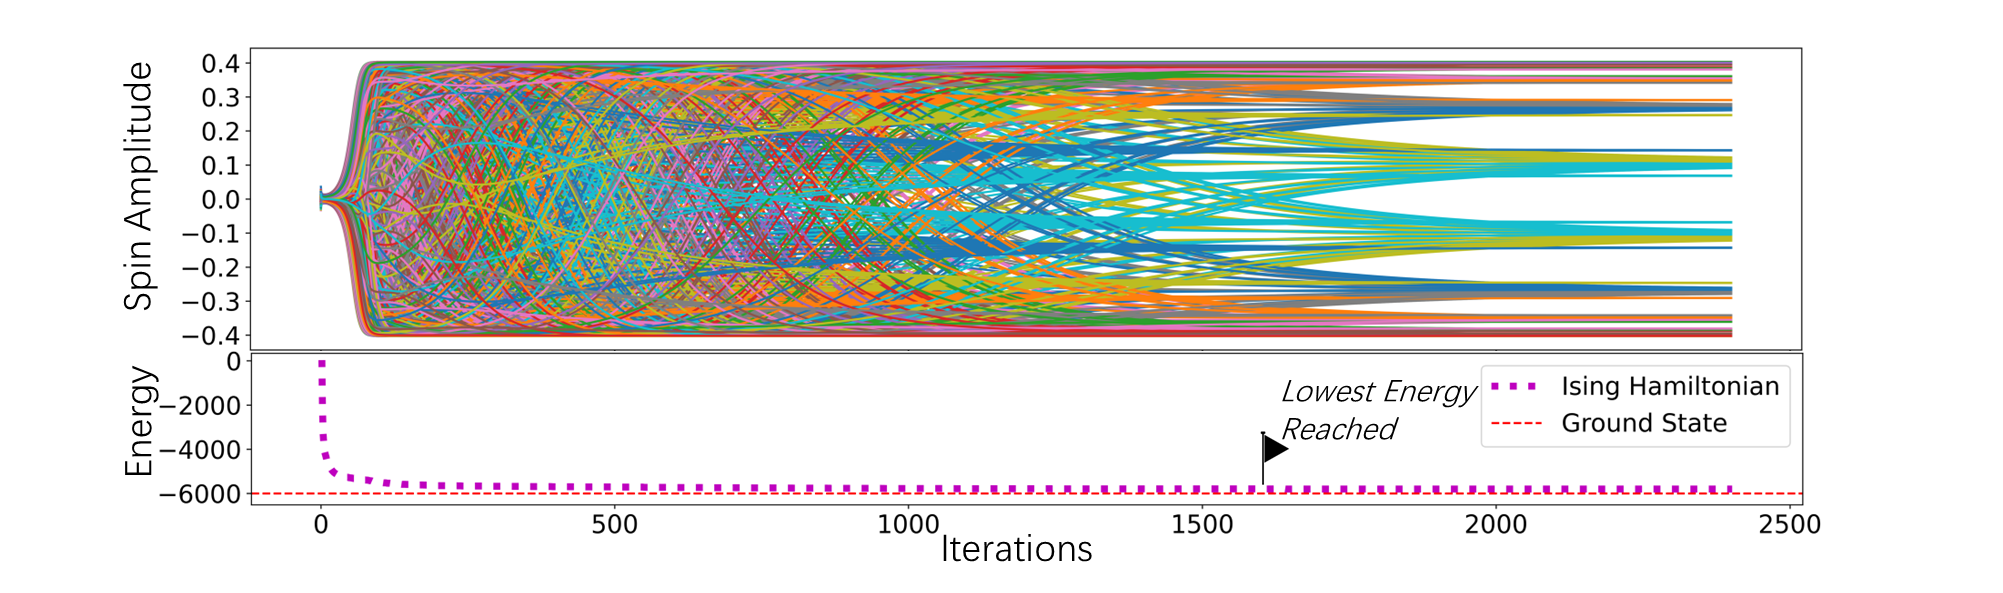 Spin Amplitude
0.4
0.3
0.2
0.1
0.0
−0.1
−0.2
−0.3
−0.4
Energy
0
−2000
−4000
−6000
Lowest Energy
Reached
Ising Hamiltonian
Ground State
0
500
1000
1500
2000
2500
Iterations